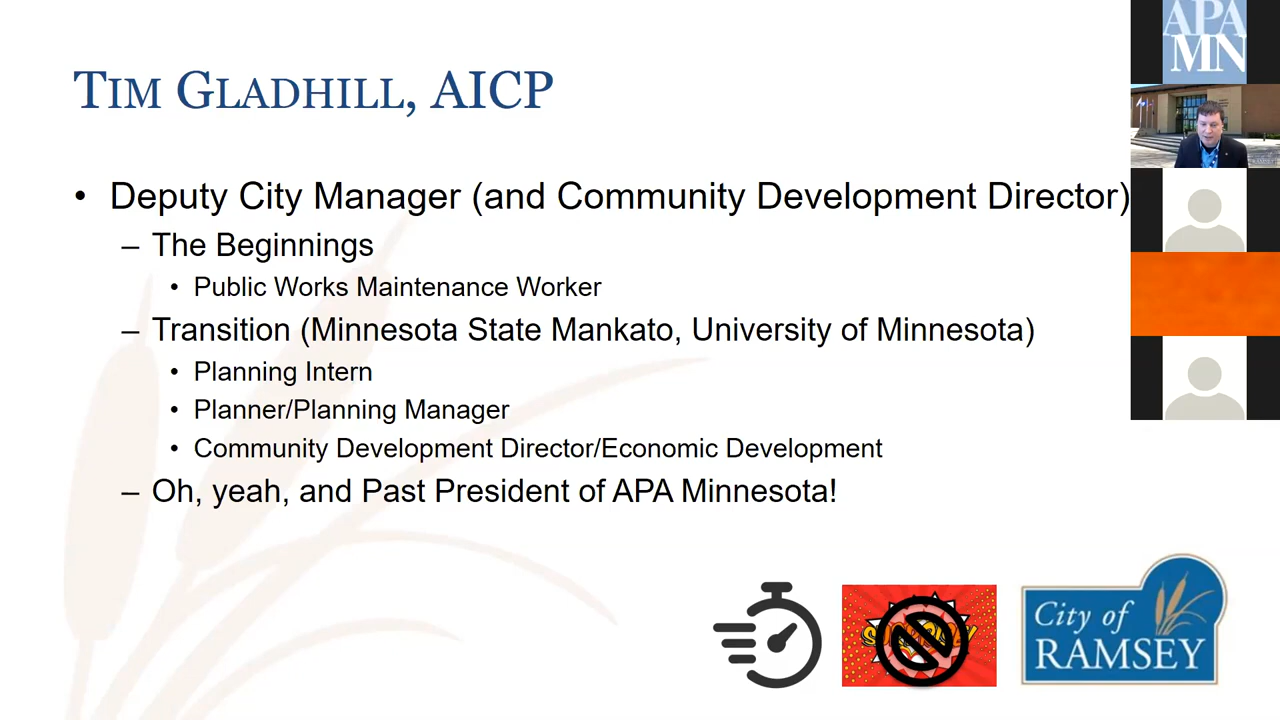 TIM GLADHILL, AICP
• Deputy City Manager (and Community Development Director)
– The Beginnings
• Public Works Maintenance Worker
– Transition (Minnesota State Mankato, University of Minnesota)
• Planning Intern
• Planner/Planning Manager
• Community Development Director/Economic Development
– Oh, yeah, and Past President of APA Minnesota!
APA
MN
City of
RAMSEY